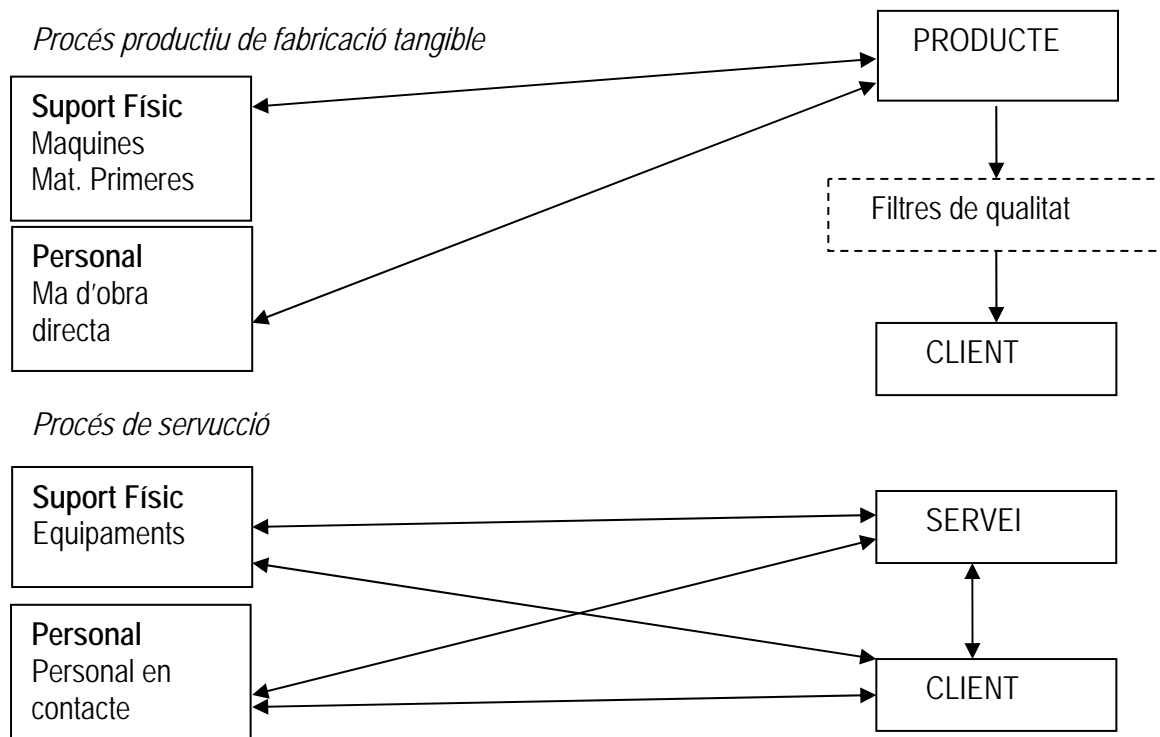 Procés productiu de fabricació tangible
PRODUCTE
Suport Físic
Maquines
Mat. Primeres
Filtres de qualitat
Personal
Ma d'obra
directa
CLIENT
Procés de servucció
Suport Físic
Equipaments
SERVEI
Personal
Personal en
contacte
CLIENT